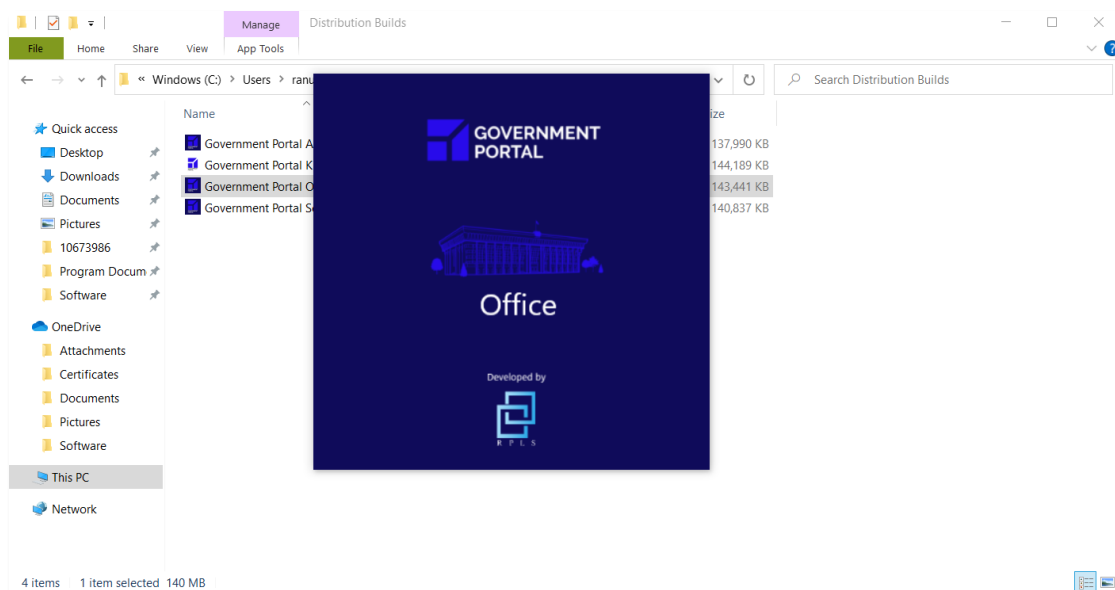 Manage
Distribution Builds
File
Home
Share
View
App Tools
« Windows (C:) > Users > ranu
Search Distribution Builds
Name
ize
Quick access
Desktop
Downloads
Documents
Pictures
10673986
Program Docum
Software
OneDrive
Attachments
Certificates
Documents
Pictures
Software
This PC
Network
Government Portal A
137,990 KB
Government Portal K
144,189 KB
Government Portal O
143,441 KB
Government Portal Se
140,837 KB
GOVERNMENT
PORTAL
Office
Developed by
R P L S
4 items
1 item selected 140 MB